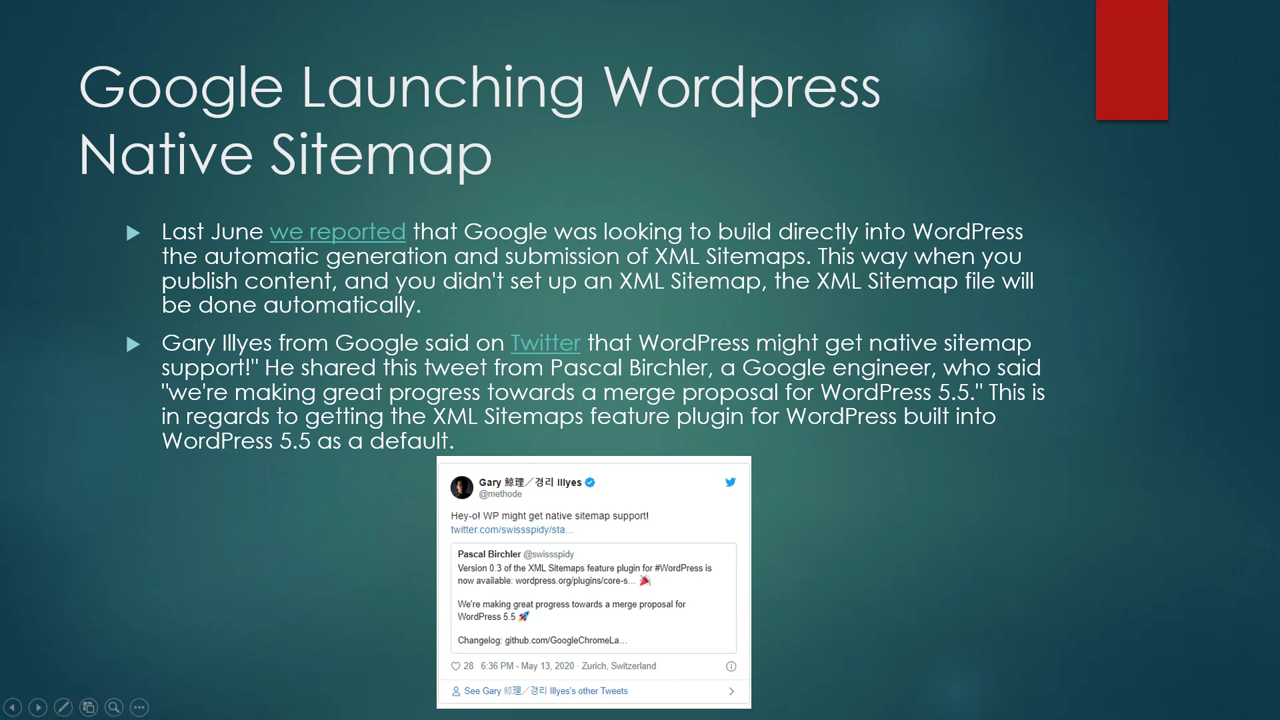 Google Launching Wordpress
Native Sitemap
Last June we reported that Google was looking to build directly into WordPress
the automatic generation and submission of XML Sitemaps. This way when you
publish content, and you didn't set up an XML Sitemap, the XML Sitemap file will
be done automatically.
Gary Illyes from Google said on Twitter that WordPress might get native sitemap
support!" He shared this tweet from Pascal Birchler, a Google engineer, who said
"we're making great progress towards a merge proposal for WordPress 5.5." This is
in regards to getting the XML Sitemaps feature plugin for WordPress built into
WordPress 5.5 as a default.
Gary 鯨理／경리 Illyes
@methode
Hey-o! WP might get native sitemap support!
twitter.com/swissspidy/sta…
Pascal Birchler @swissspidy
Version 0.3 of the XML Sitemaps feature plugin for #WordPress is
now available: wordpress.org/plugins/core-s… 🎉
We're making great progress towards a merge proposal for
WordPress 5.5 🚀
Changelog: github.com/GoogleChromeLa…
28 6:36 PM - May 13, 2020 · Zurich, Switzerland
See Gary 鯨理／경리 Illyes's other Tweets